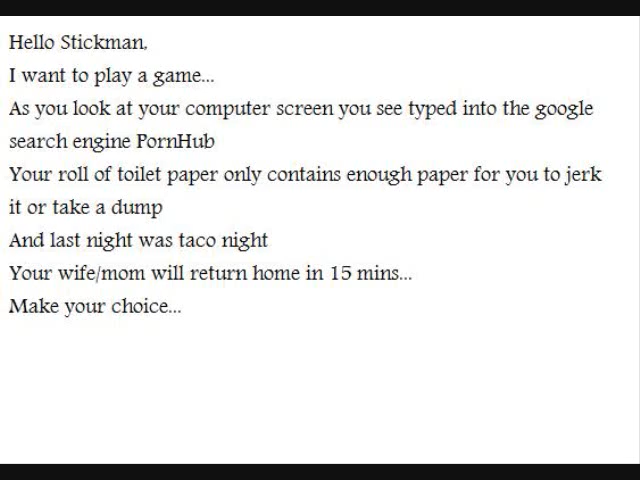 Hello Stickman,
I want to play a game...
As you look at your computer screen you see typed into the google
search engine PornHub
Your roll of toilet paper only contains enough paper for you to jerk
it or take a dump
And last night was taco night
Your wife/mom will return home in 15 mins...
Make your choice...